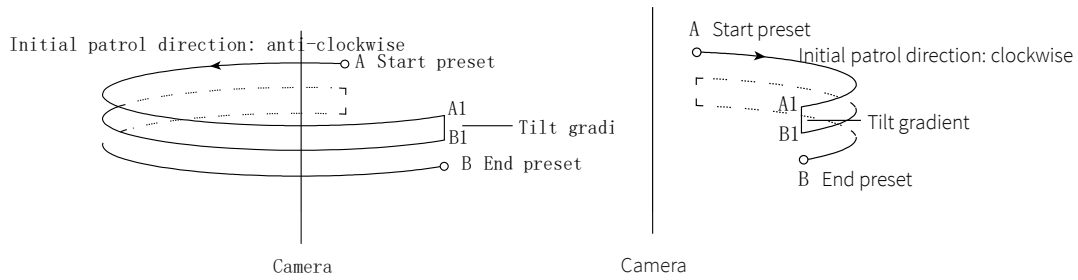 Initial patrol direction: anti-clockwise
A Start preset
A1
B1
Tilt gradi
B End preset
Camera
A Start preset
Initial patrol direction: clockwise
A1
Tilt gradient
B1
B End preset
Camera